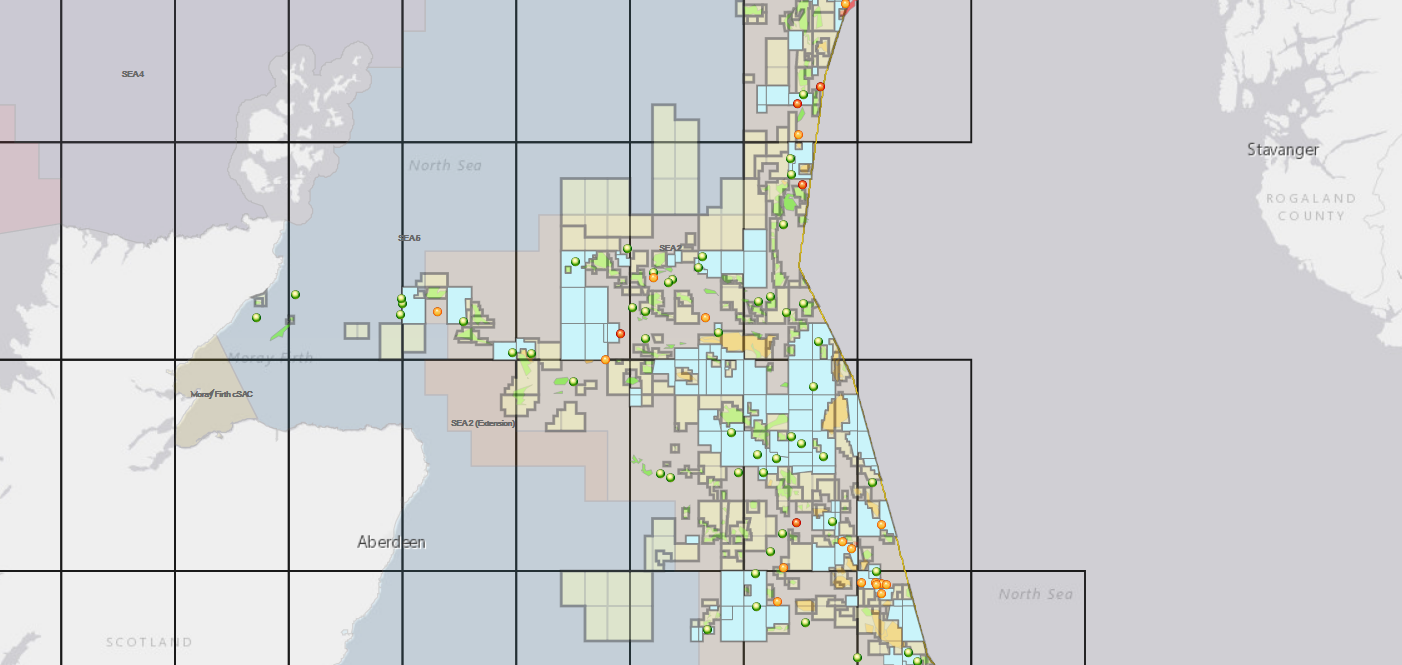 SEA4
Stavanger
North Sea
ROGALAND
COUNTY
SEA5
SEA2
Moray Firth
Moray Firth cSAC
SEA2 (Extension)
Aberdeen
North Sea
SCOTLAND